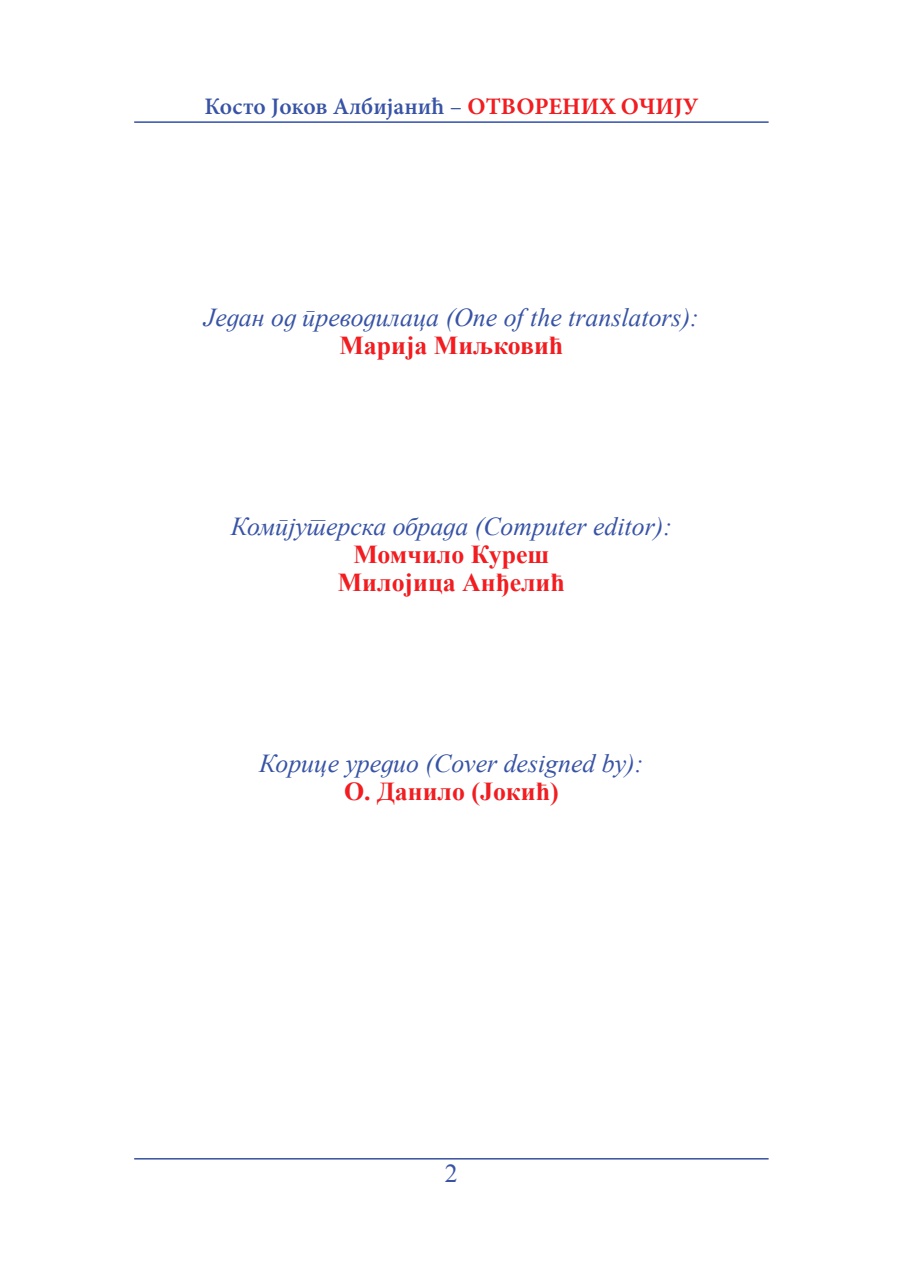 Косто Јоков Албијанић – ОТВОРЕНИХ ОЧИЈУ
Један од преводилаца (One of the translators):
Марија Миљковић
Компјутерска обрада (Computer editor):
Момчило Куреш
Милојица Анђелић
Корице уредио (Cover designed by):
О. Данило (Јокић)
2